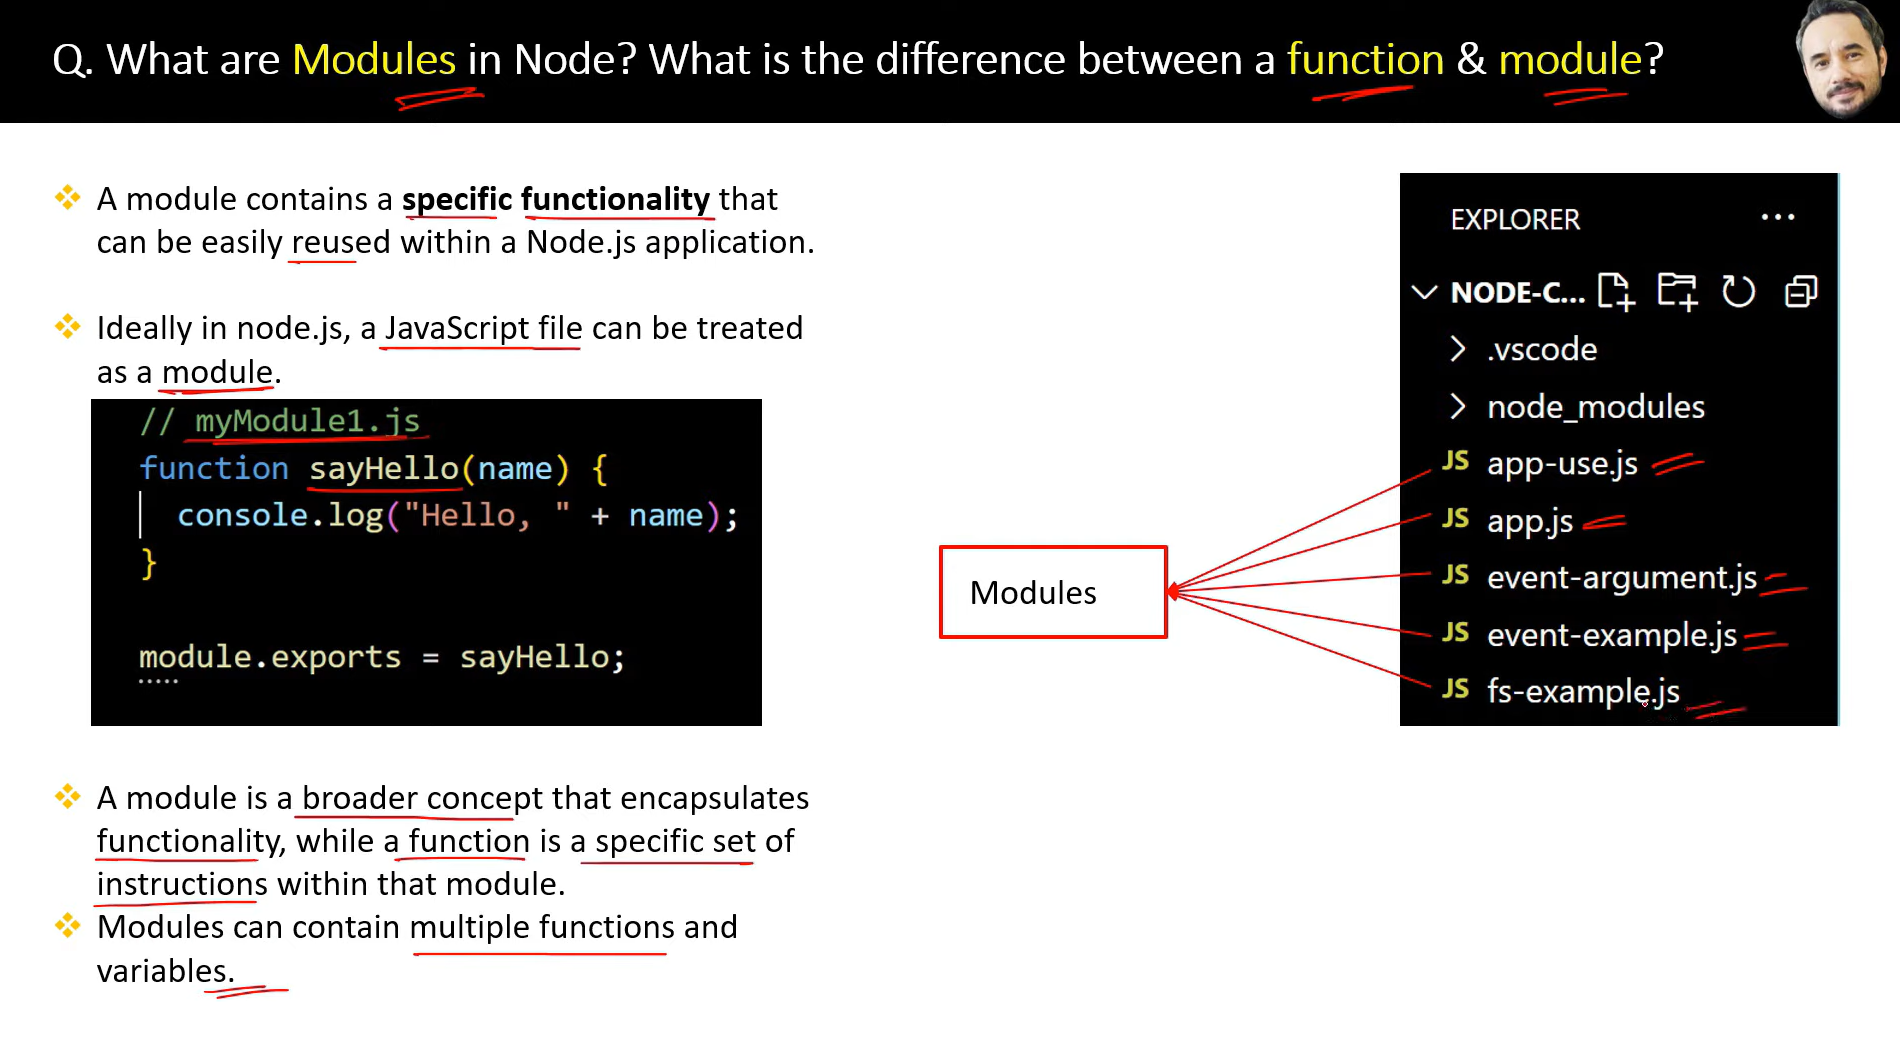 Q. What are Modules in Node? What is the difference between a function & module?
A module contains a specific functionality that
can be easily reused within a Node.js application.
Ideally in node.js, a JavaScript file can be treated
as a module.
// myModule1.js
function sayHello(name) {
console.log("Hello, " + name);
}
module.exports = sayHello;
A module is a broader concept that encapsulates
functionality, while a function is a specific set of
instructions within that module.
Modules can contain multiple functions and
variables.
Modules
EXPLORER ...
NODE-C...
.vscode
node_modules
JS app-use.js
JS app.js
JS event-argument.js
JS event-example.js
JS fs-example.js